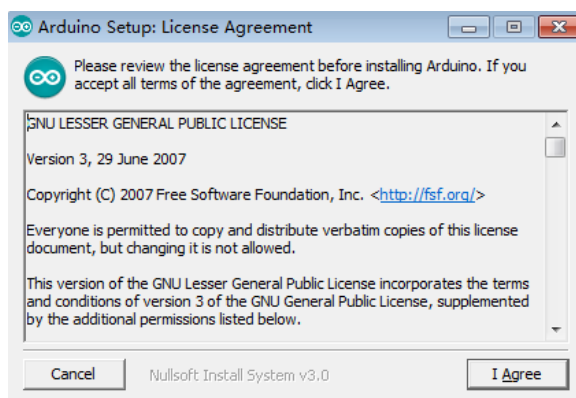 Arduino Setup: License Agreement
Please review the license agreement before installing Arduino. If you
accept all terms of the agreement, click I Agree.
GNU LESSER GENERAL PUBLIC LICENSE
Version 3, 29 June 2007
Copyright (C) 2007 Free Software Foundation, Inc. <http://fsf.org/>
Everyone is permitted to copy and distribute verbatim copies of this license
document, but changing it is not allowed.
This version of the GNU Lesser General Public License incorporates the terms
and conditions of version 3 of the GNU General Public License, supplemented
by the additional permissions listed below.
Cancel
Nullsoft Install System v3.0
I Agree